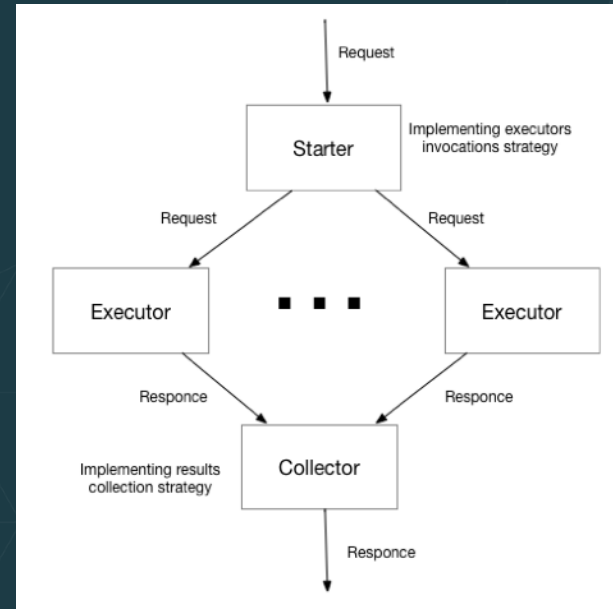 Request
Starter
Implementing executors
invocations strategy
Request
Request
Executor
Executor
Responce
Responce
Implementing results
collection strategy
Collector
Responce